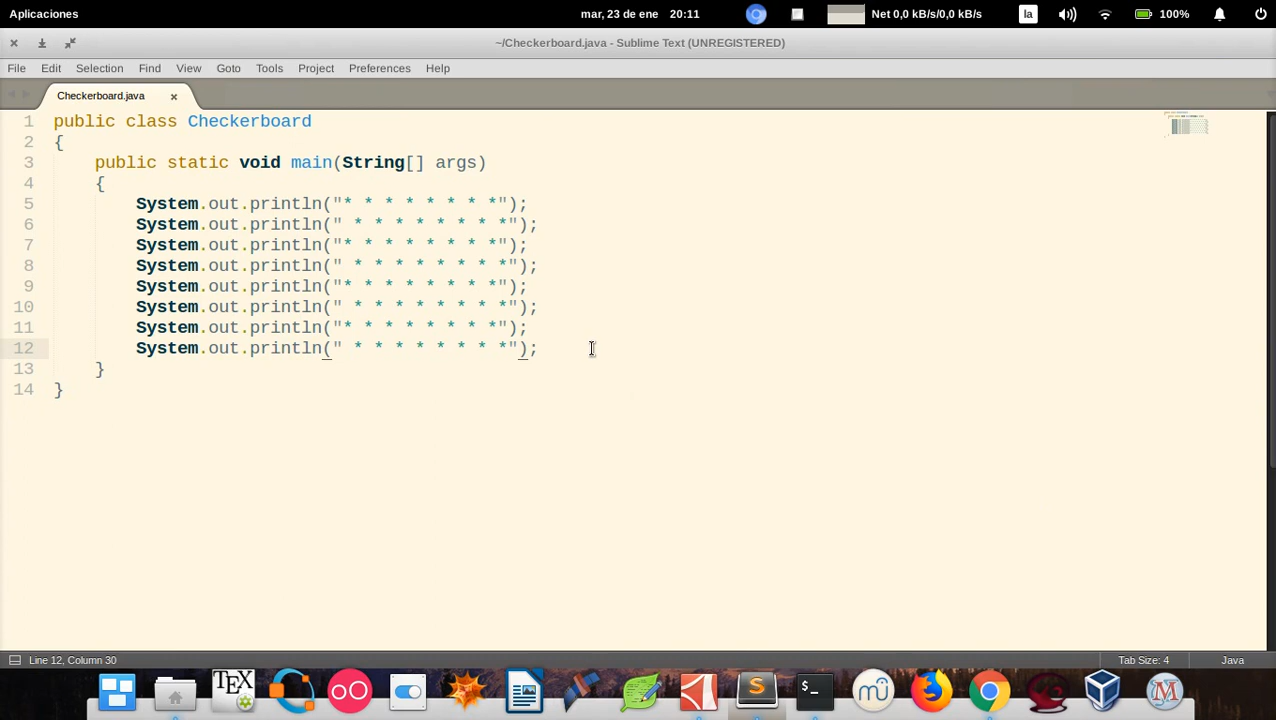 Aplicaciones
mar, 23 de ene 20:11
Net 0,0 kB/s/0,0 kB/s
la
100%
~/Checkerboard.java - Sublime Text (UNREGISTERED)
File Edit Selection Find View Goto Tools Project Preferences Help
Checkerboard.java
1 public class Checkerboard
2 {
3     public static void main(String[] args)
4     {
5         System.out.println("* * * * * * * *");
6         System.out.println(" * * * * * * * *");
7         System.out.println("* * * * * * * *");
8         System.out.println(" * * * * * * * *");
9         System.out.println("* * * * * * * *");
10         System.out.println(" * * * * * * * *");
11         System.out.println("* * * * * * * *");
12         System.out.println(" * * * * * * * *");
13     }
14 }
Line 12, Column 30
Tab Size: 4
Java
TEX
S
>_
mu
M